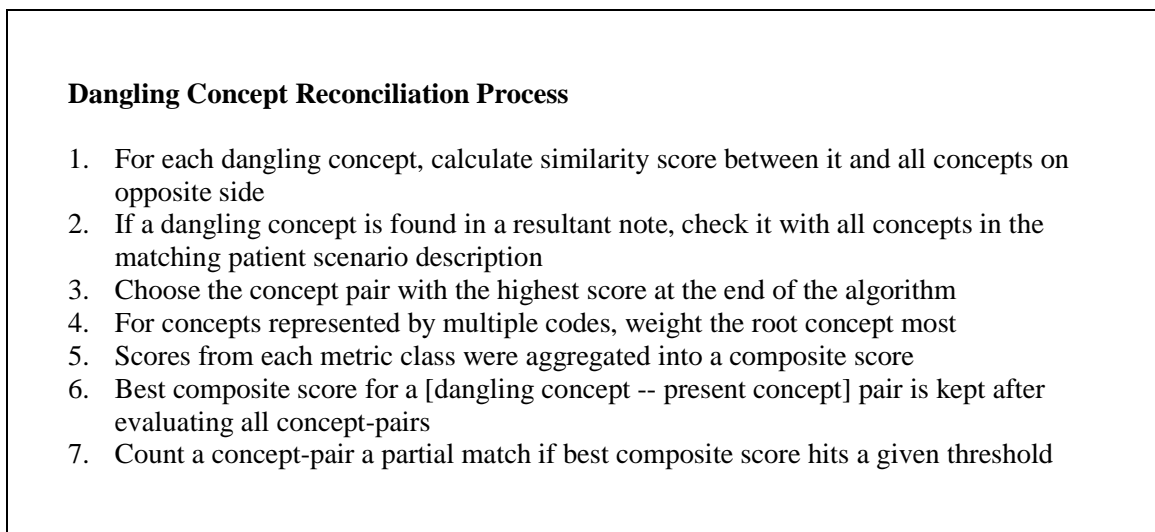 Dangling Concept Reconciliation Process
1. For each dangling concept, calculate similarity score between it and all concepts on
opposite side
2. If a dangling concept is found in a resultant note, check it with all concepts in the
matching patient scenario description
3. Choose the concept pair with the highest score at the end of the algorithm
4. For concepts represented by multiple codes, weight the root concept most
5. Scores from each metric class were aggregated into a composite score
6. Best composite score for a [dangling concept -- present concept] pair is kept after
evaluating all concept-pairs
7. Count a concept-pair a partial match if best composite score hits a given threshold